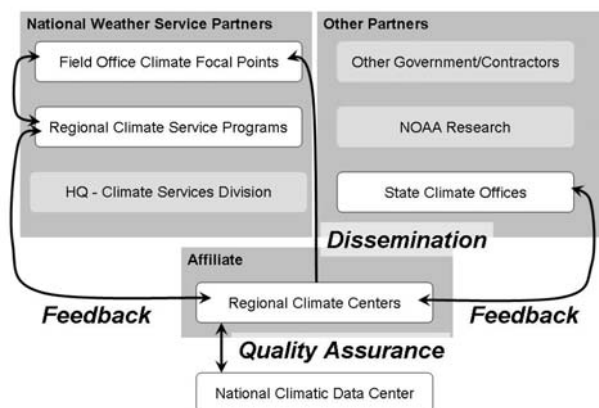 National Weather Service Partners
Field Office Climate Focal Points
Regional Climate Service Programs
HQ - Climate Services Division
Other Partners
Other Government/Contractors
NOAA Research
State Climate Offices
Dissemination
Affiliate
Regional Climate Centers
Feedback
Feedback
Quality Assurance
National Climatic Data Center